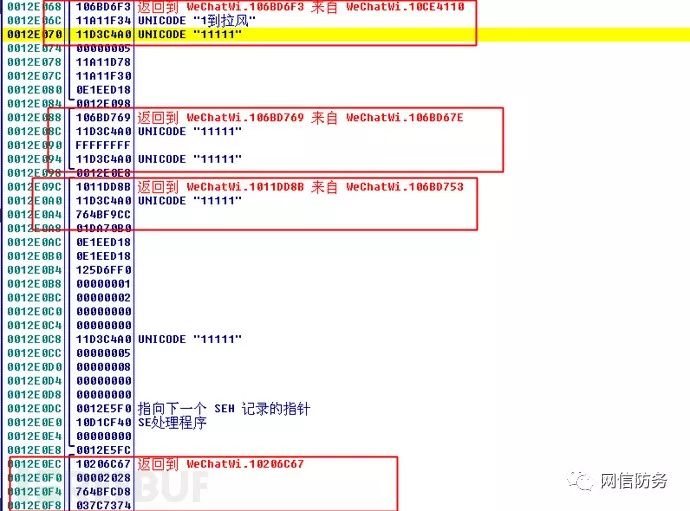 0012E068 106BD6F3 返回到 WeChatWi.106BD6F3 来自 WeChatWi.10CE4110
0012E06C 11A11F34 UNICODE "1到拉风"
0012E070 11D3C4A0 UNICODE "11111"
0012E074 00000005
0012E078 11A11D78
0012E07C 11A11F30
0012E080 0E1EED18
0012E084 0012E098
0012E088 106BD769 返回到 WeChatWi.106BD769 来自 WeChatWi.106BD67E
0012E08C 11D3C4A0 UNICODE "11111"
0012E090 FFFFFFFF
0012E094 11D3C4A0 UNICODE "11111"
0012E098 0012E0E8
0012E09C 1011DD8B 返回到 WeChatWi.1011DD8B 来自 WeChatWi.106BD753
0012E0A0 11D3C4A0 UNICODE "11111"
0012E0A4 764BF9CC
0012E0A8 01DA70B0
0012E0AC 0E1EED18
0012E0B0 0E1EED18
0012E0B4 125D6FF0
0012E0B8 00000001
0012E0BC 00000002
0012E0C0 00000000
0012E0C4 00000000
0012E0C8 11D3C4A0 UNICODE "11111"
0012E0CC 00000005
0012E0D0 00000008
0012E0D4 00000000
0012E0D8 00000000
0012E0DC 0012E5F0 指向下一个 SEH 记录的指针
0012E0E0 10D1CF40 SE处理程序
0012E0E4 00000000
0012E0E8 0012E5FC
0012E0EC 10206C67 返回到 WeChatWi.10206C67
0012E0F0 00002028
0012E0F4 764BFCD8
0012E0F8 037C7374
BUF
网信防务